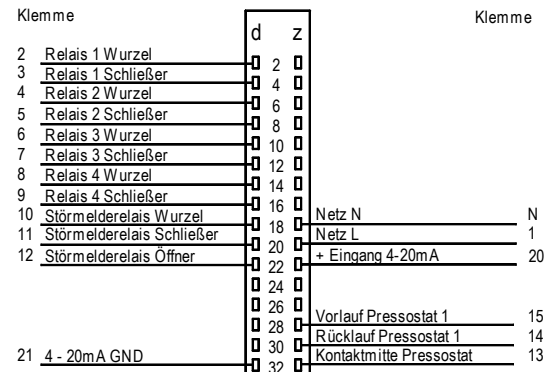 Klemme
Klemme
d z
2 Relais 1 Wurzel 2
3 Relais 1 Schließer 4
4 Relais 2 Wurzel 6
5 Relais 2 Schließer 8
6 Relais 3 Wurzel 10
7 Relais 3 Schließer 12
8 Relais 4 Wurzel 14
9 Relais 4 Schließer 16
10 Störmelderelais Wurzel 18 Netz N N
11 Störmelderelais Schließer 20 Netz L 1
12 Störmelderelais Öffner 22 + Eingang 4-20mA 20
24
26
28 Vorlauf Pressostat 1 15
30 Rücklauf Pressostat 1 14
21 4 - 20mA GND 32 Kontaktmitte Pressostat 13